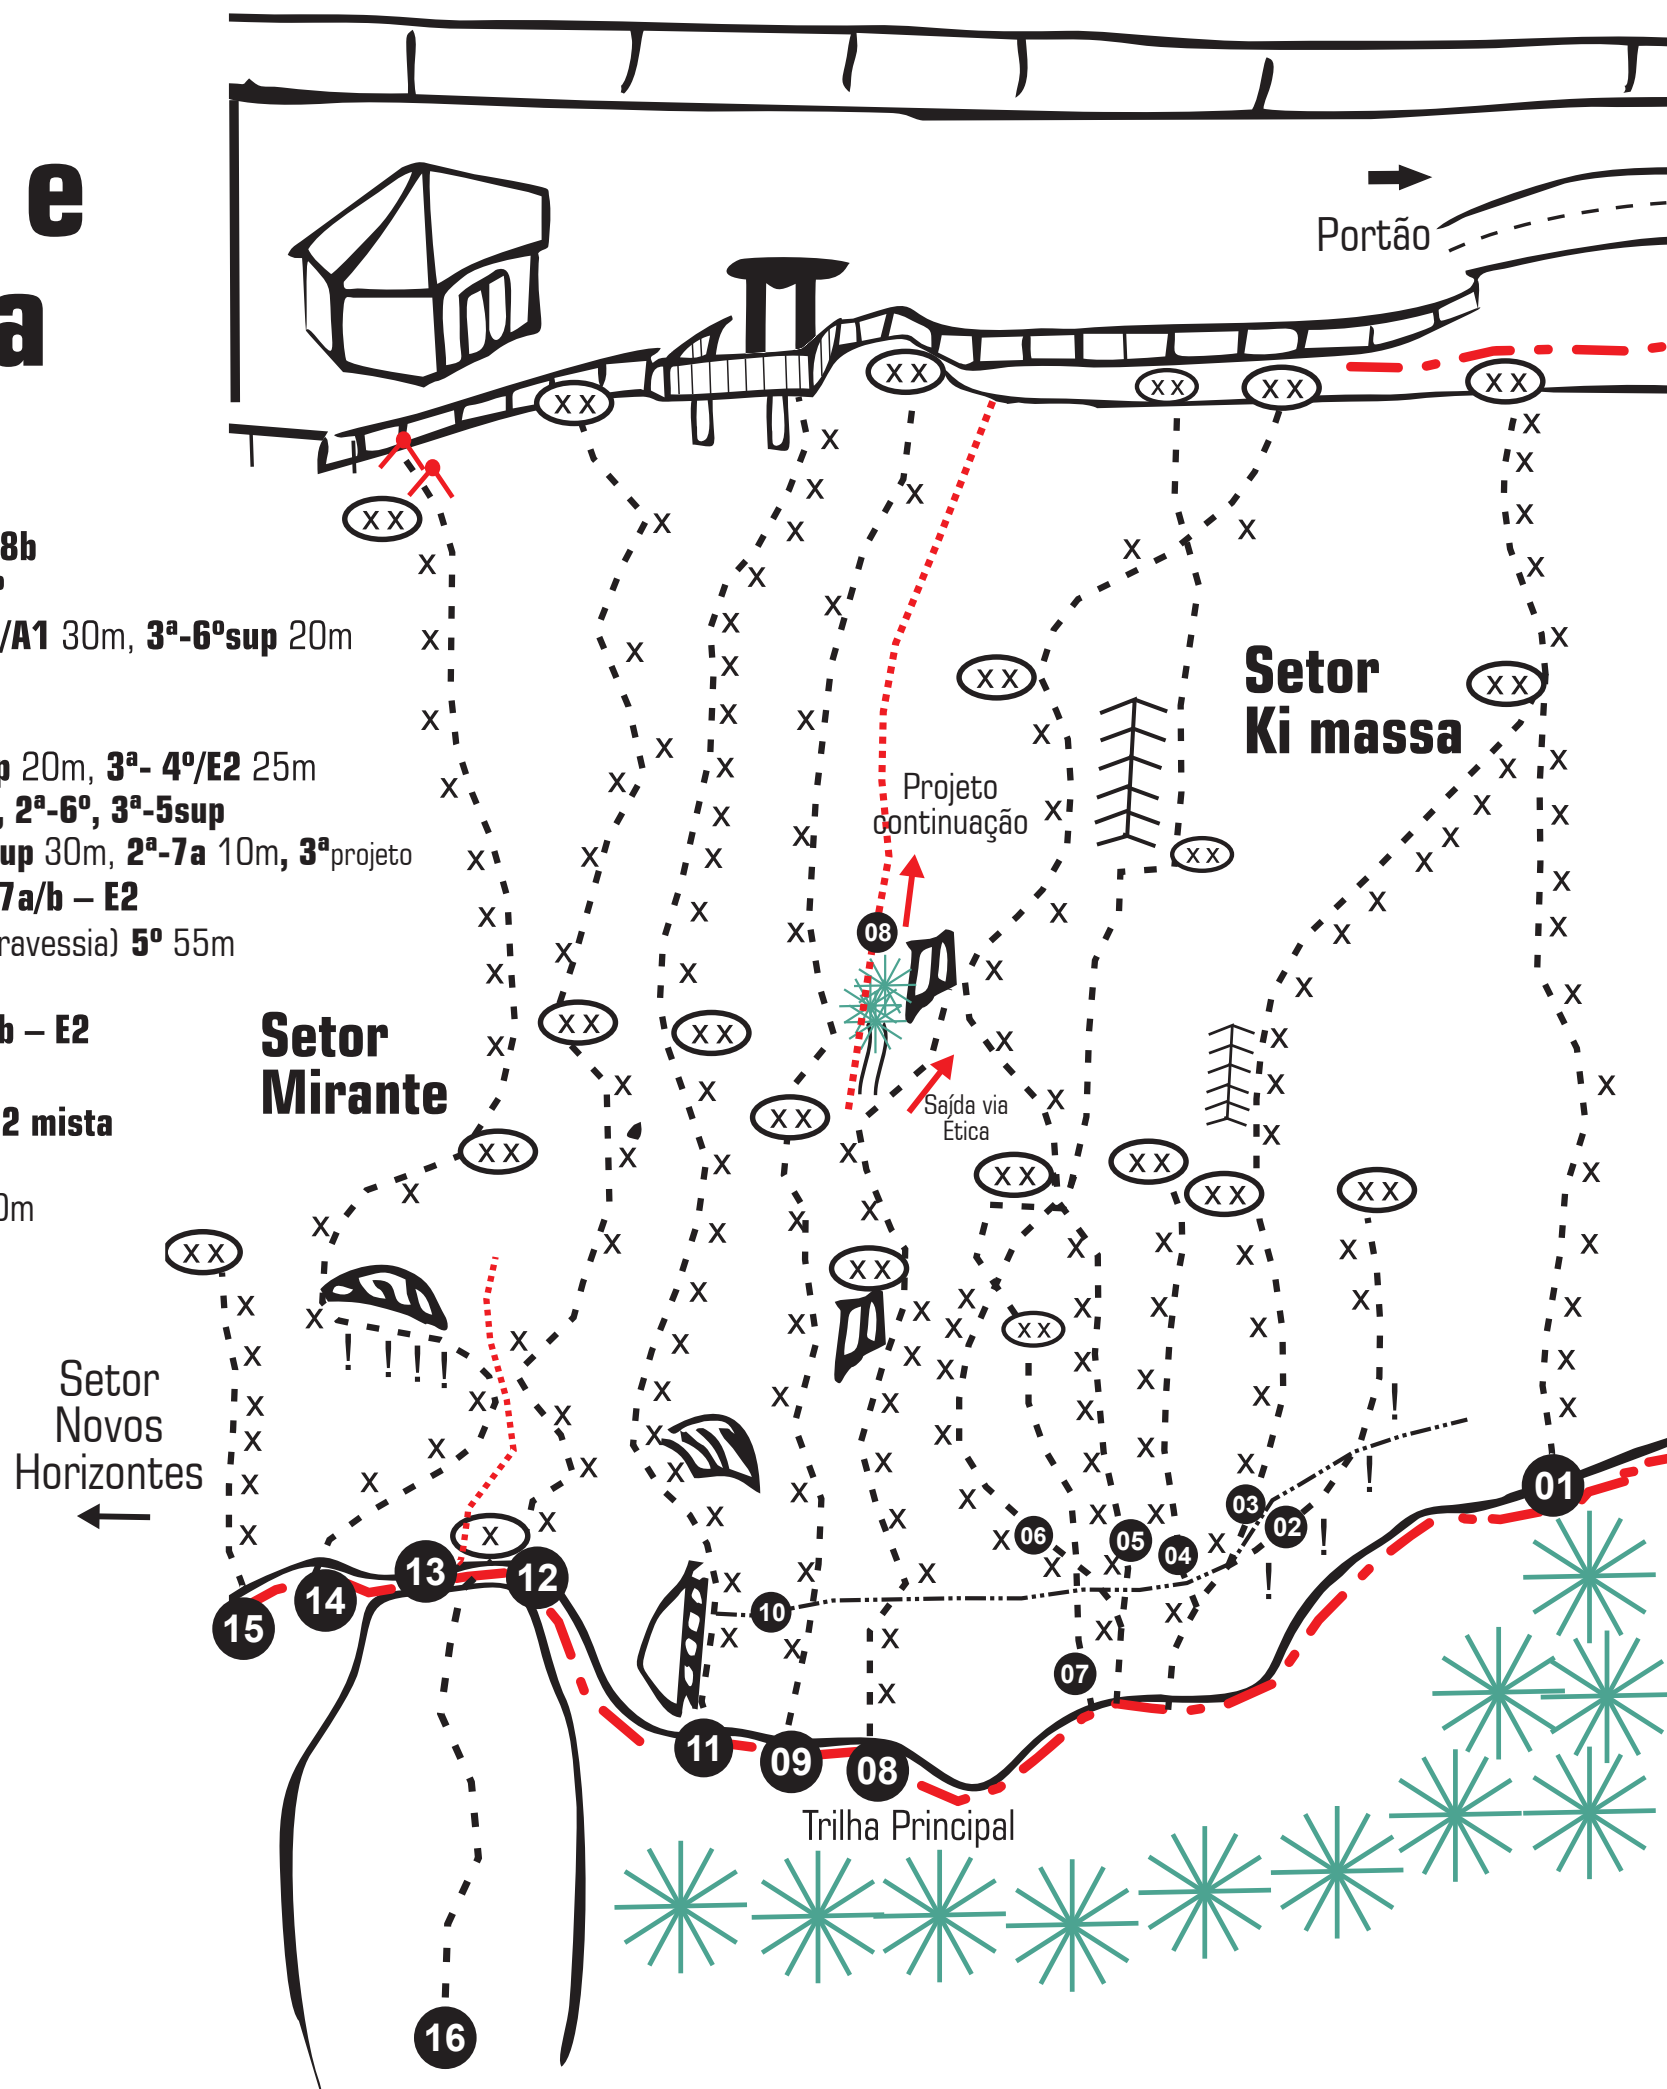 e
a
Portão
8b
/A1 30m, 3ª-6ºsup 20m
Setor
Ki massa
p 20m, 3ª- 4º/E2 25m
, 2ª-6º, 3ª-5sup
up 30m, 2ª-7a 10m, 3ªprojeto
7a/b – E2
ravessia) 5º 55m
b – E2
2 mista
0m
Projeto
continuação
08
Setor
Mirante
Saída via
Ética
Setor
Novos
Horizontes
01
03
02
06
05
04
13
12
14
15
10
07
11
09
08
Trilha Principal
16